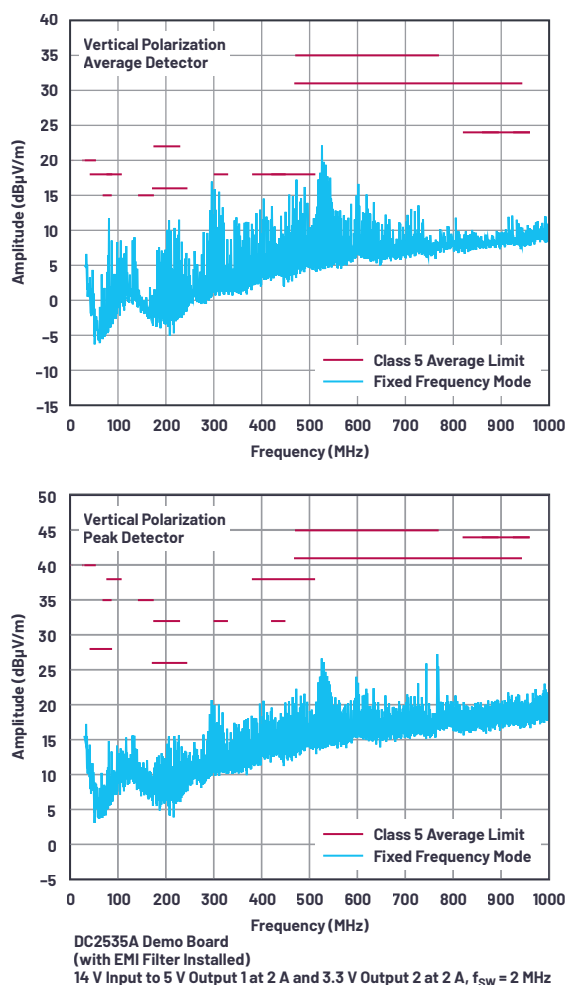 40
35
30
25
20
15
10
5
0
−5
−10
−15
Amplitude (dBµV/m)
Vertical Polarization
Average Detector
Class 5 Average Limit
Fixed Frequency Mode
0 100 200 300 400 500 600 700 800 900 1000
Frequency (MHz)
50
45
40
35
30
25
20
15
10
5
0
−5
Amplitude (dBµV/m)
Vertical Polarization
Peak Detector
Class 5 Average Limit
Fixed Frequency Mode
0 100 200 300 400 500 600 700 800 900 1000
Frequency (MHz)
DC2535A Demo Board
(with EMI Filter Installed)
14 V Input to 5 V Output 1 at 2 A and 3.3 V Output 2 at 2 A, fSW = 2 MHz